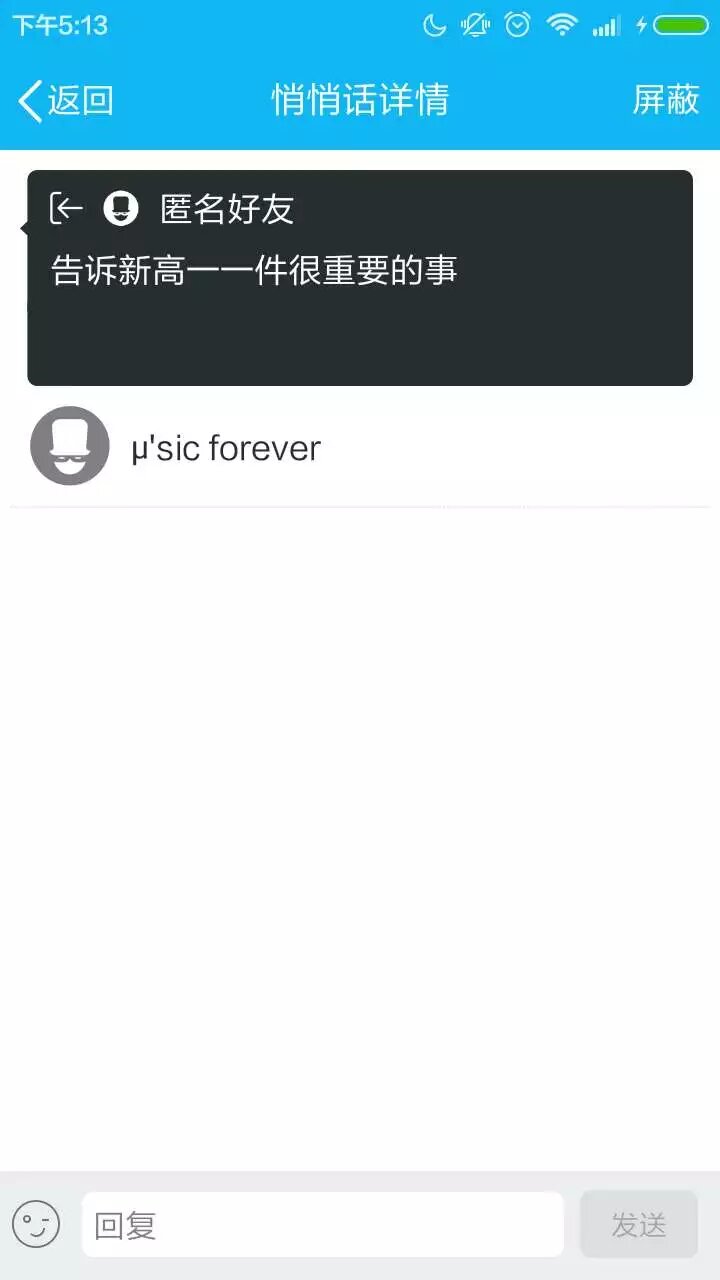 下午5:13
返回 悄悄话详情 屏蔽
匿名好友
告诉新高一一件很重要的事
μ'sic forever
回复 发送